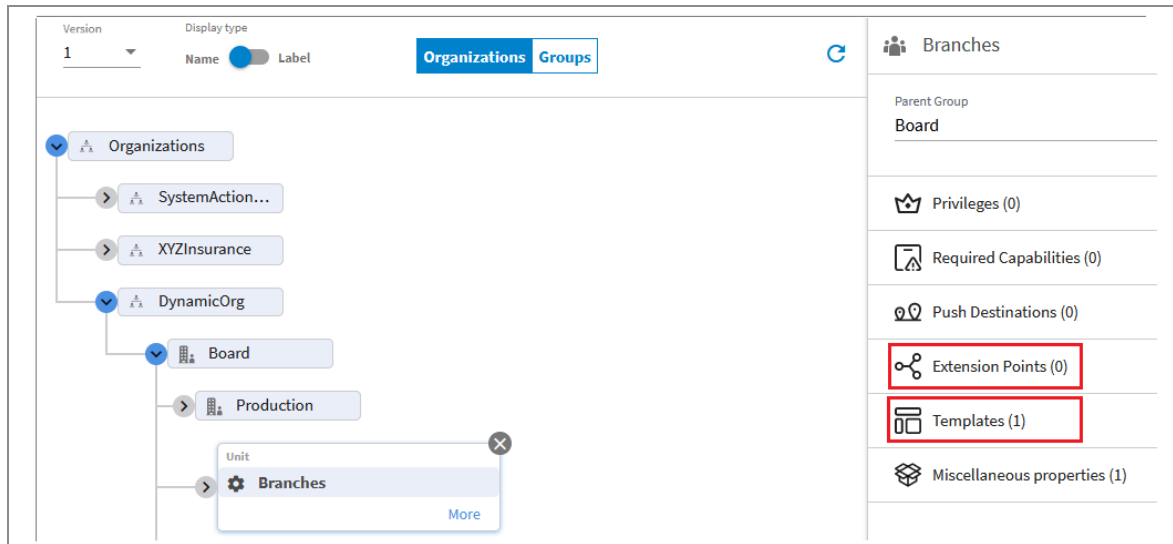 Version
Display type
1
Name
Label
Organizations
Groups
Organizations
SystemAction...
XYZInsurance
DynamicOrg
Board
Production
Unit
Branches
More
Branches
Parent Group
Board
Privileges (0)
Required Capabilities (0)
Push Destinations (0)
Extension Points (0)
Templates (1)
Miscellaneous properties (1)